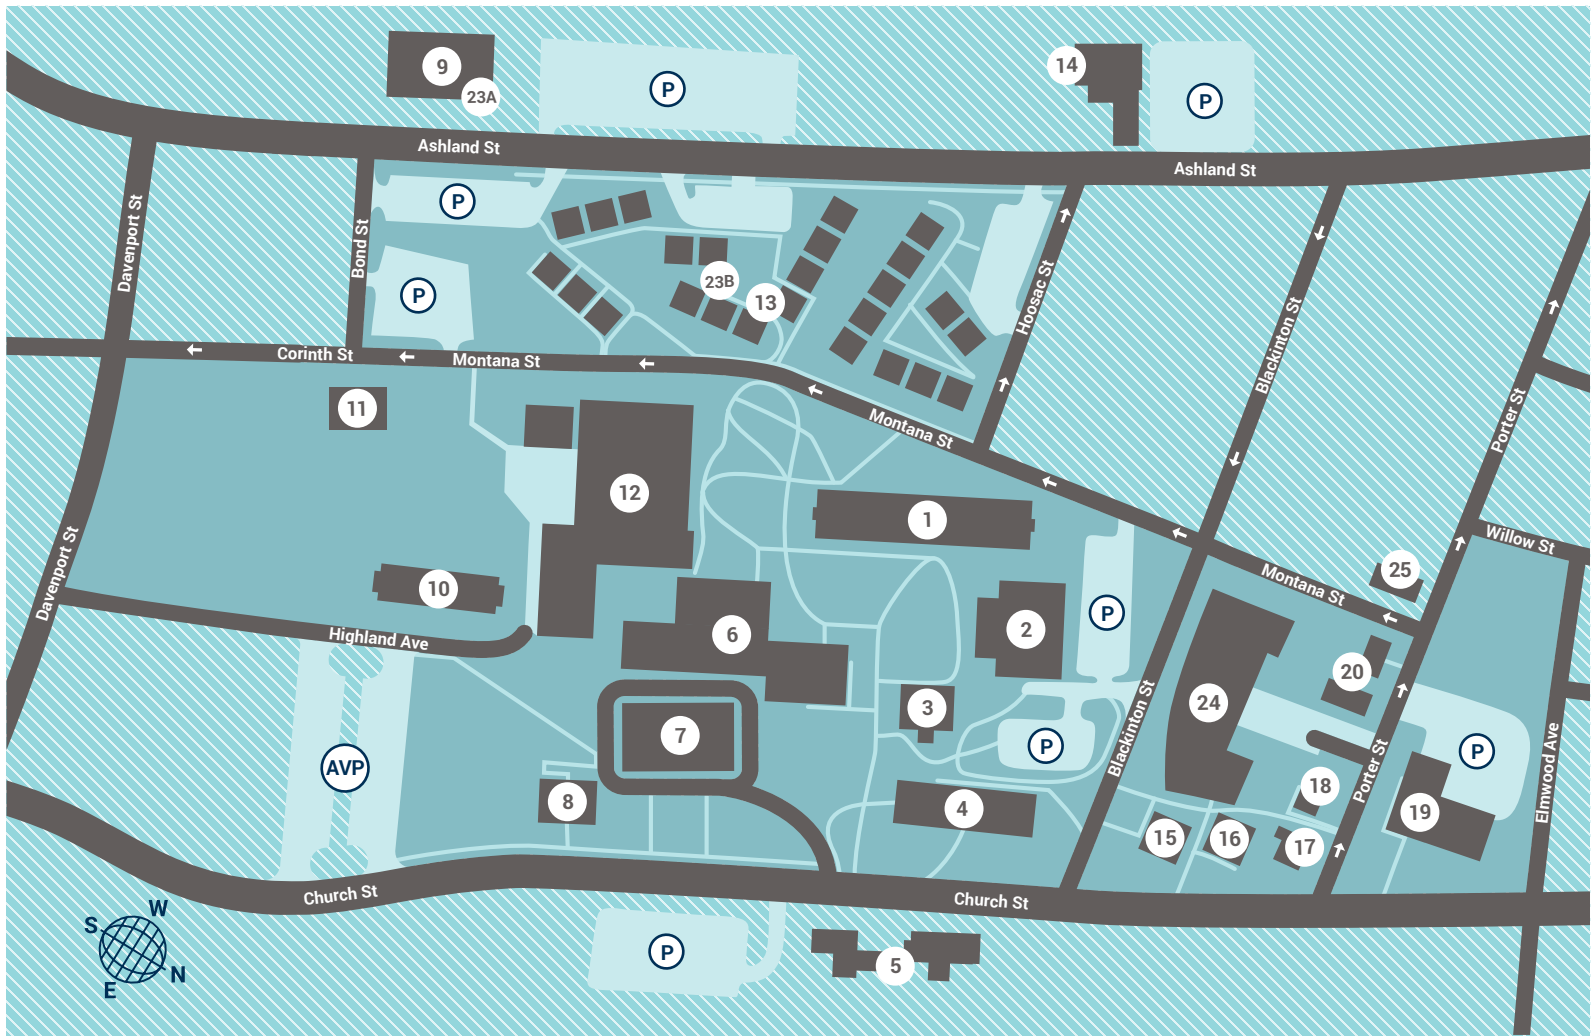 9
23A
P
14
P
Ashland St
Ashland St
Davenport St
Bond St
P
P
23B
13
Hoosac St
Blackinton St
Porter St
Corinth St
Montana St
Montana St
11
12
1
10
Highland Ave
Davenport St
6
2
P
Montana St
25
Willow St
20
24
3
7
P
AVP
8
4
Blackinton St
15
16
17
18
Porter St
19
P
Elmwood Ave
Church St
Church St
P
5
W
S
N
E